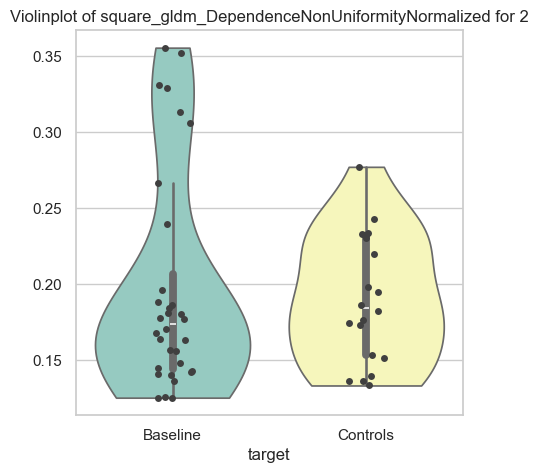 Violinplot of square_gldm_DependenceNonUniformityNormalized for 2
0.35
0.30
0.25
0.20
0.15
Baseline Controls
target